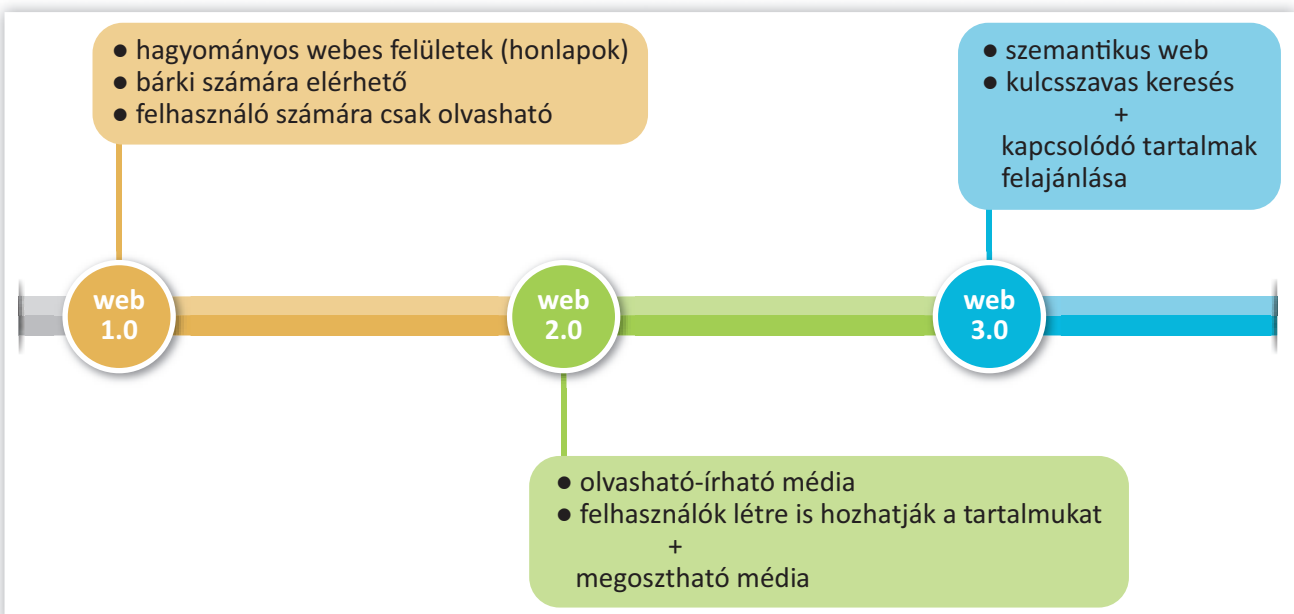 ● hagyományos webes felületek (honlapok)
● bárki számára elérhető
● felhasználó számára csak olvasható
● szemantikus web
● kulcsszavas keresés
+
kapcsolódó tartalmak
felajánlása
web
1.0
web
2.0
web
3.0
● olvasható-írható média
● felhasználók létre is hozhatják a tartalmukat
+
megosztható média